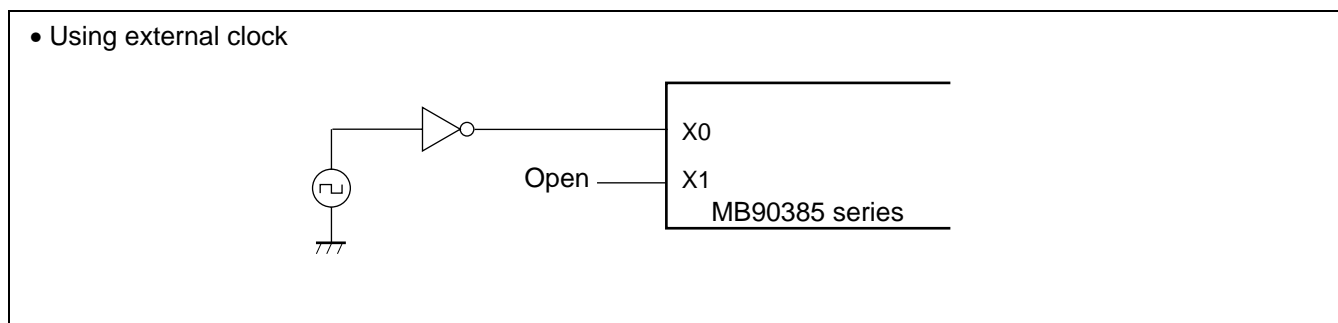 • Using external clock
X0
Open
X1
MB90385 series